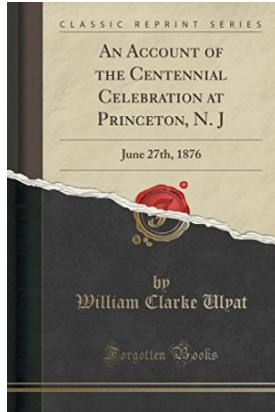 CLASSIC REPRINT SERIES
AN ACCOUNT OF
THE CENTENNIAL
CELEBRATION AT
PRINCETON, N. J
June 27th, 1876
by
William Clarke Ulyat
Forgotten Books